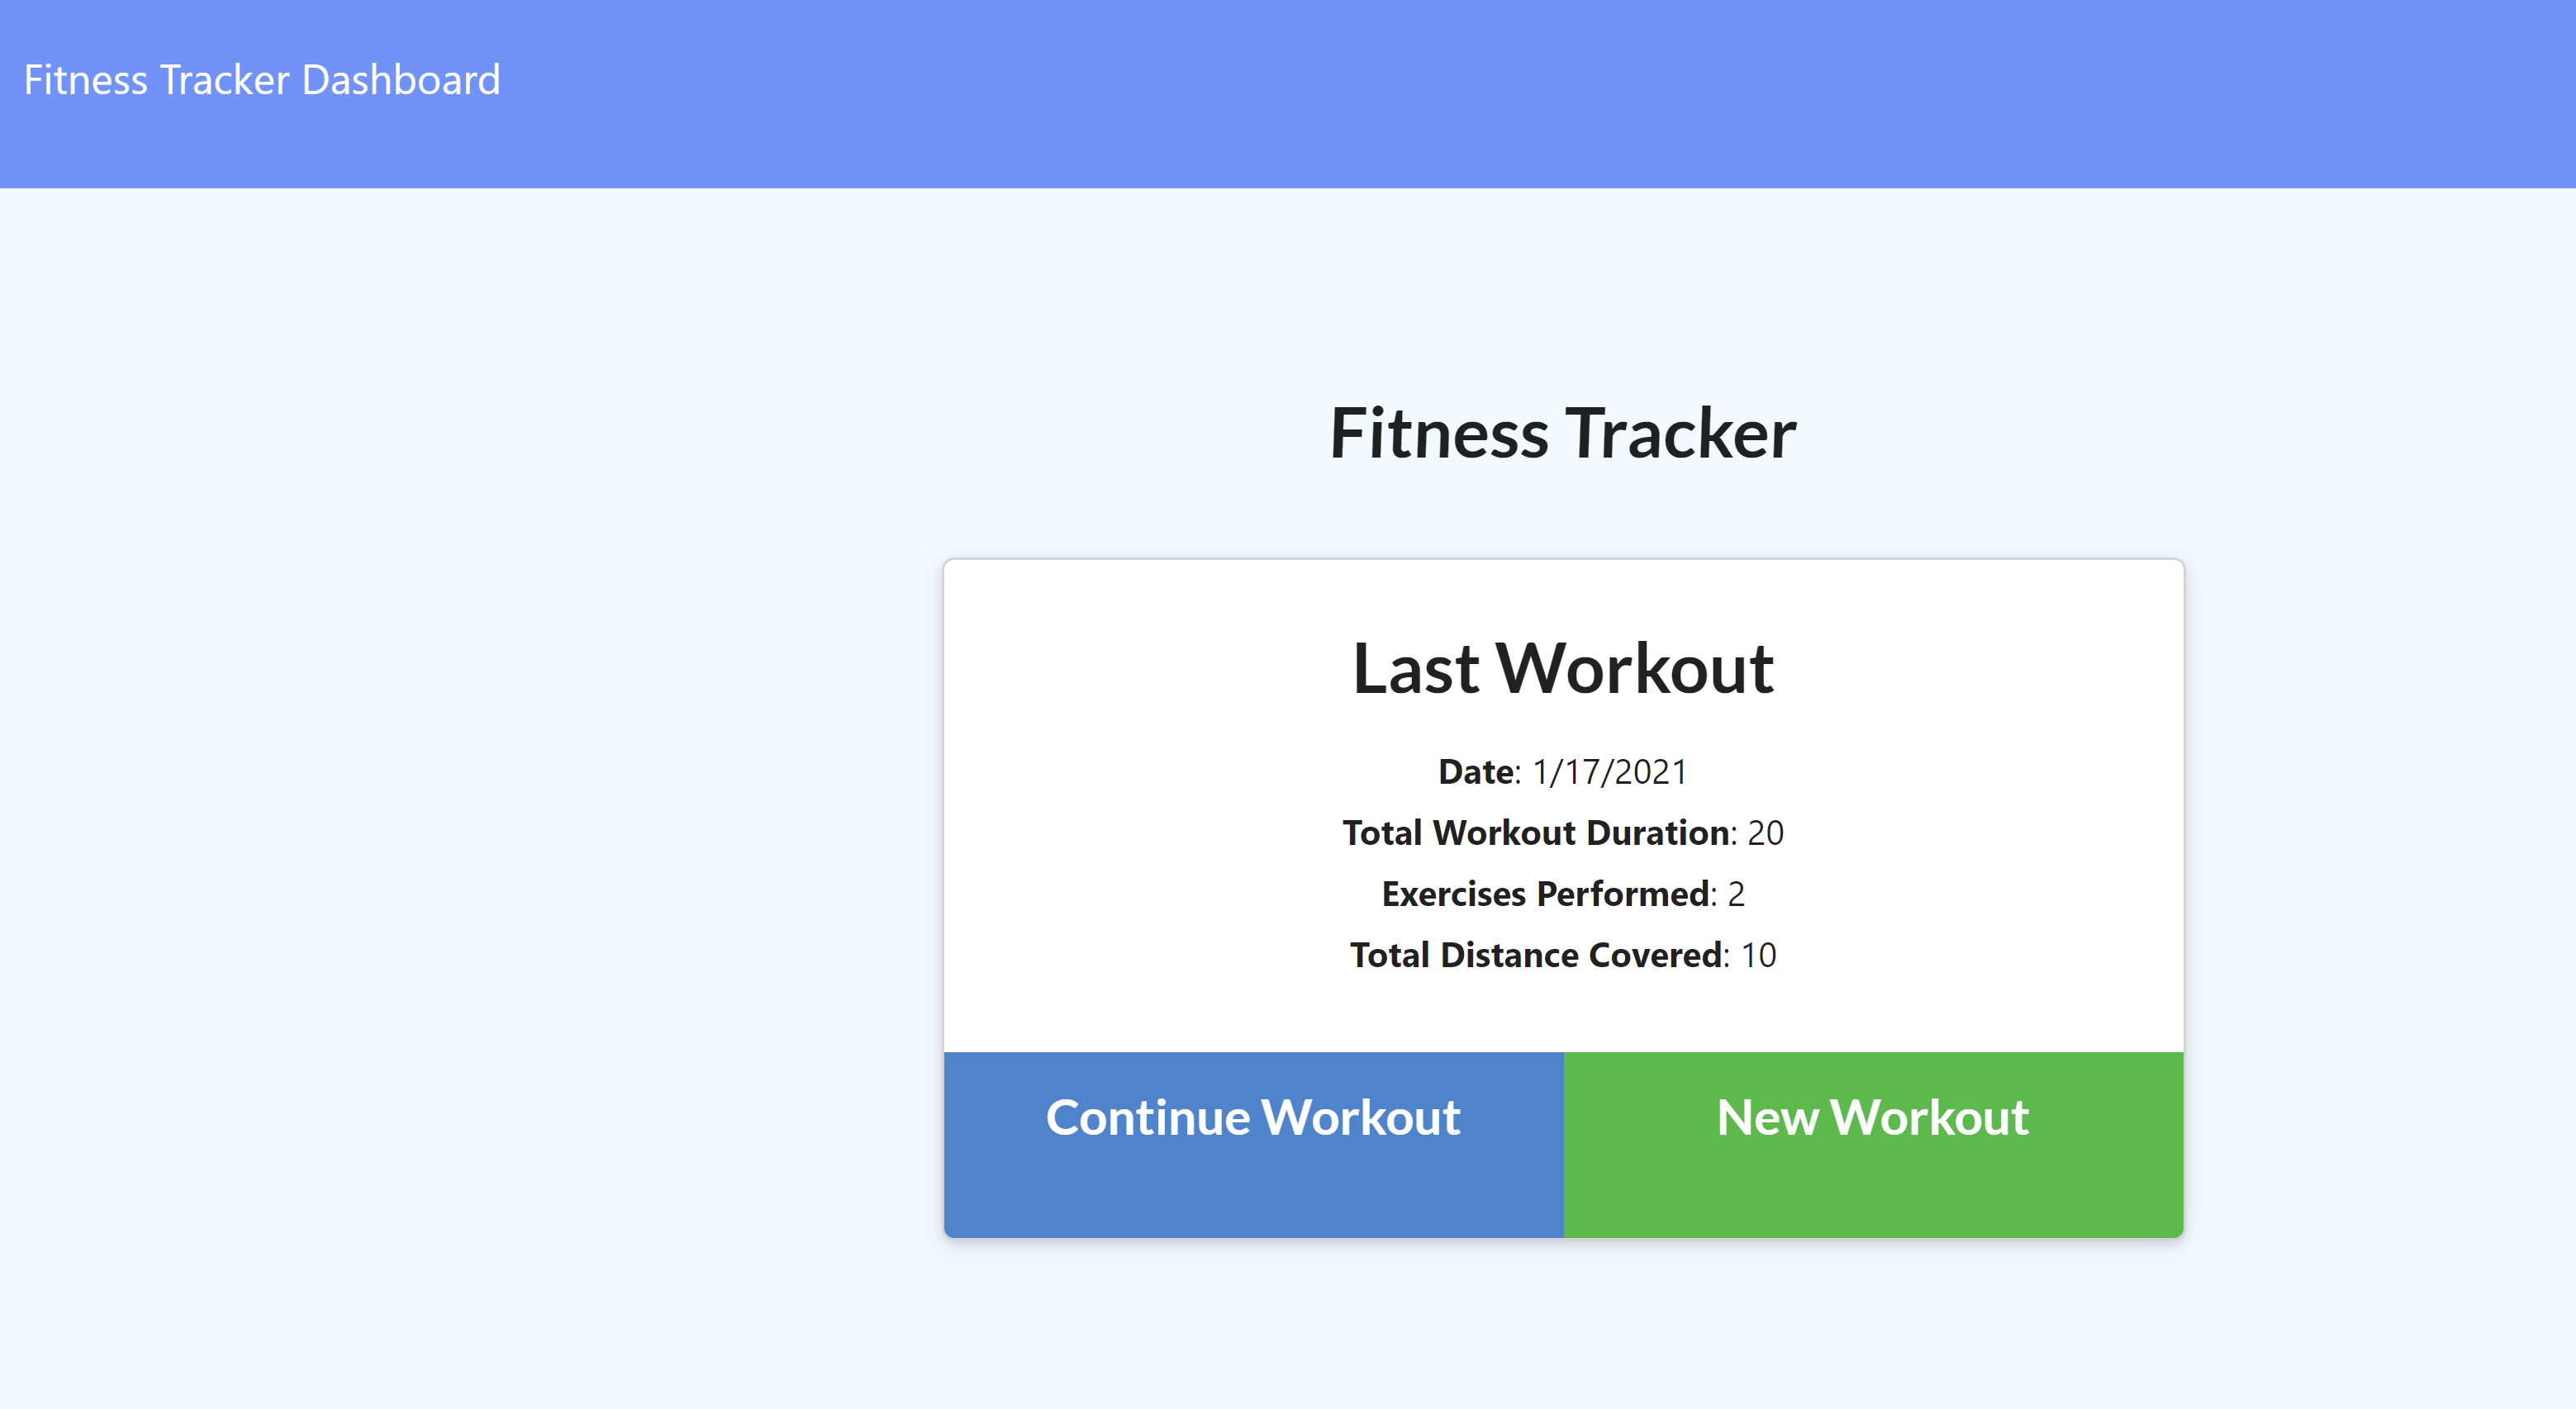 Fitness Tracker Dashboard
Fitness Tracker
Last Workout
Date: 1/17/2021
Total Workout Duration: 20
Exercises Performed: 2
Total Distance Covered: 10
Continue Workout
New Workout